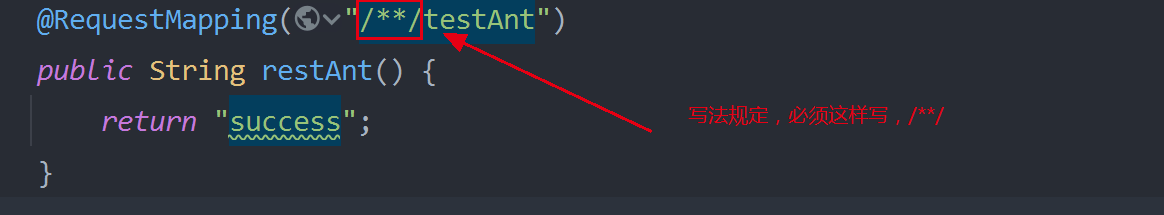 @RequestMapping("/**/testAnt")
public String restAnt() {
return "success";
}
写法规定，必须这样写，/**/